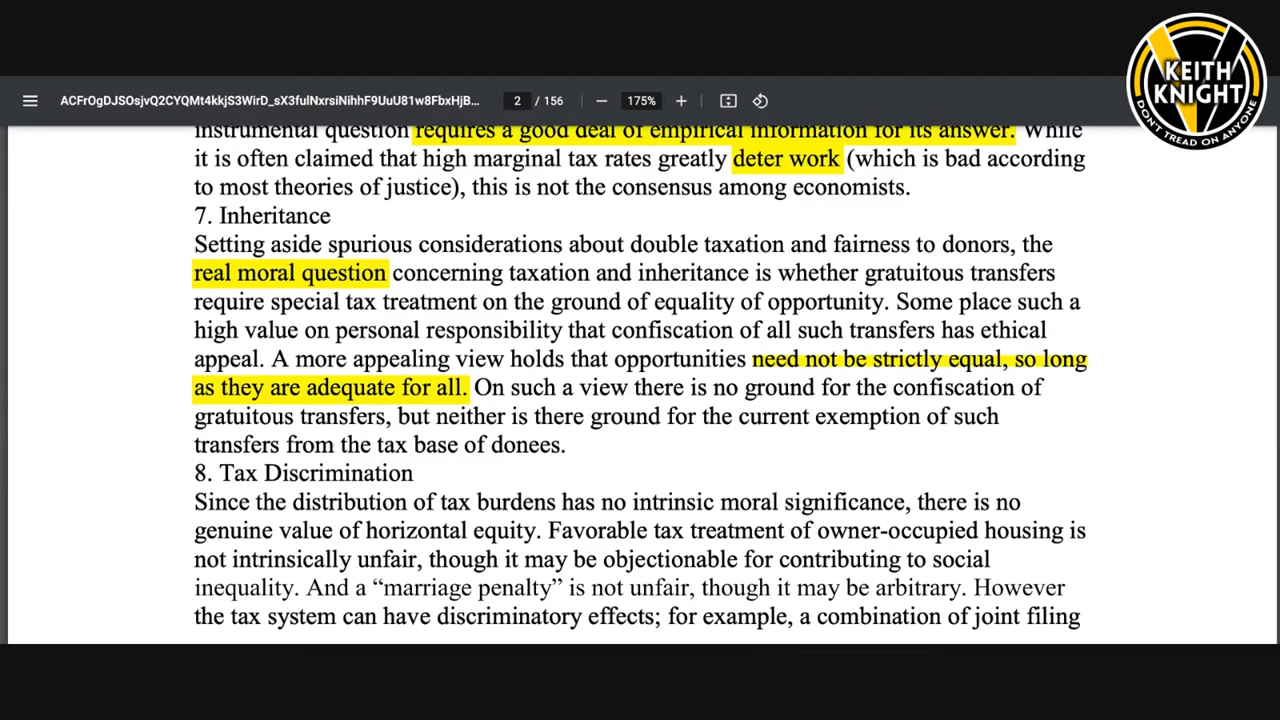 KEITH
KNIGHT
DON'T TREAD ON ANYONE
ACFrOgDJSOsjvQ2CYQMt4kkjS3WirD_sX3fulNxrsiNihhF9UuU81w8FbxHjB... 2 / 156 175%
instrumental question requires a good deal of empirical information for its answer. While
it is often claimed that high marginal tax rates greatly deter work (which is bad according
to most theories of justice), this is not the consensus among economists.
7. Inheritance
Setting aside spurious considerations about double taxation and fairness to donors, the
real moral question concerning taxation and inheritance is whether gratuitous transfers
require special tax treatment on the ground of equality of opportunity. Some place such a
high value on personal responsibility that confiscation of all such transfers has ethical
appeal. A more appealing view holds that opportunities need not be strictly equal, so long
as they are adequate for all. On such a view there is no ground for the confiscation of
gratuitous transfers, but neither is there ground for the current exemption of such
transfers from the tax base of donees.
8. Tax Discrimination
Since the distribution of tax burdens has no intrinsic moral significance, there is no
genuine value of horizontal equity. Favorable tax treatment of owner-occupied housing is
not intrinsically unfair, though it may be objectionable for contributing to social
inequality. And a “marriage penalty” is not unfair, though it may be arbitrary. However
the tax system can have discriminatory effects; for example, a combination of joint filing